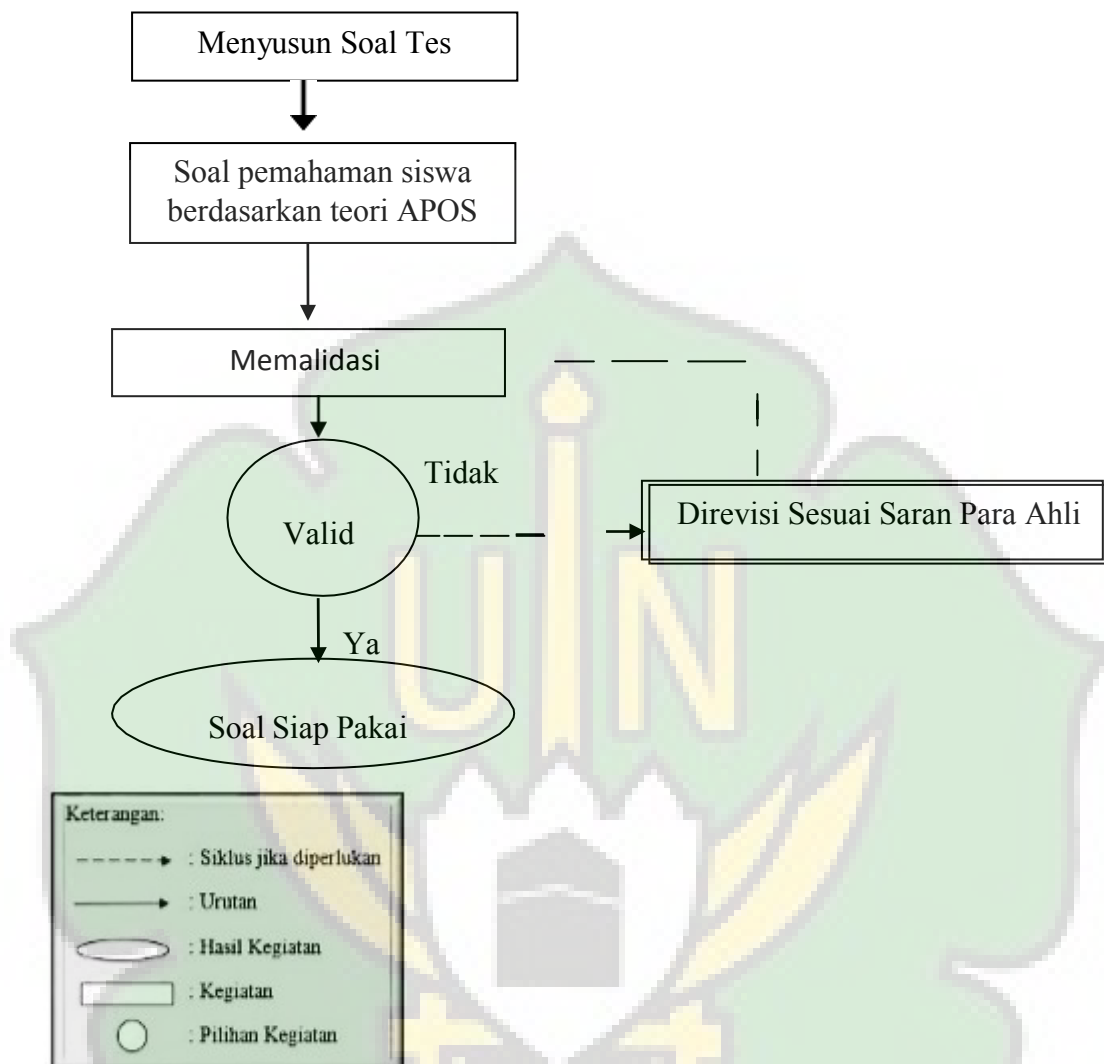 Menyusun Soal Tes
Soal pemahaman siswa
berdasarkan teori APOS
Memalidasi
Tidak
Valid
Direvisi Sesuai Saran Para Ahli
Ya
Soal Siap Pakai
Keterangan:
: Siklus jika diperlukan
: Urutan
: Hasil Kegiatan
: Kegiatan
: Pilihan Kegiatan
UIN